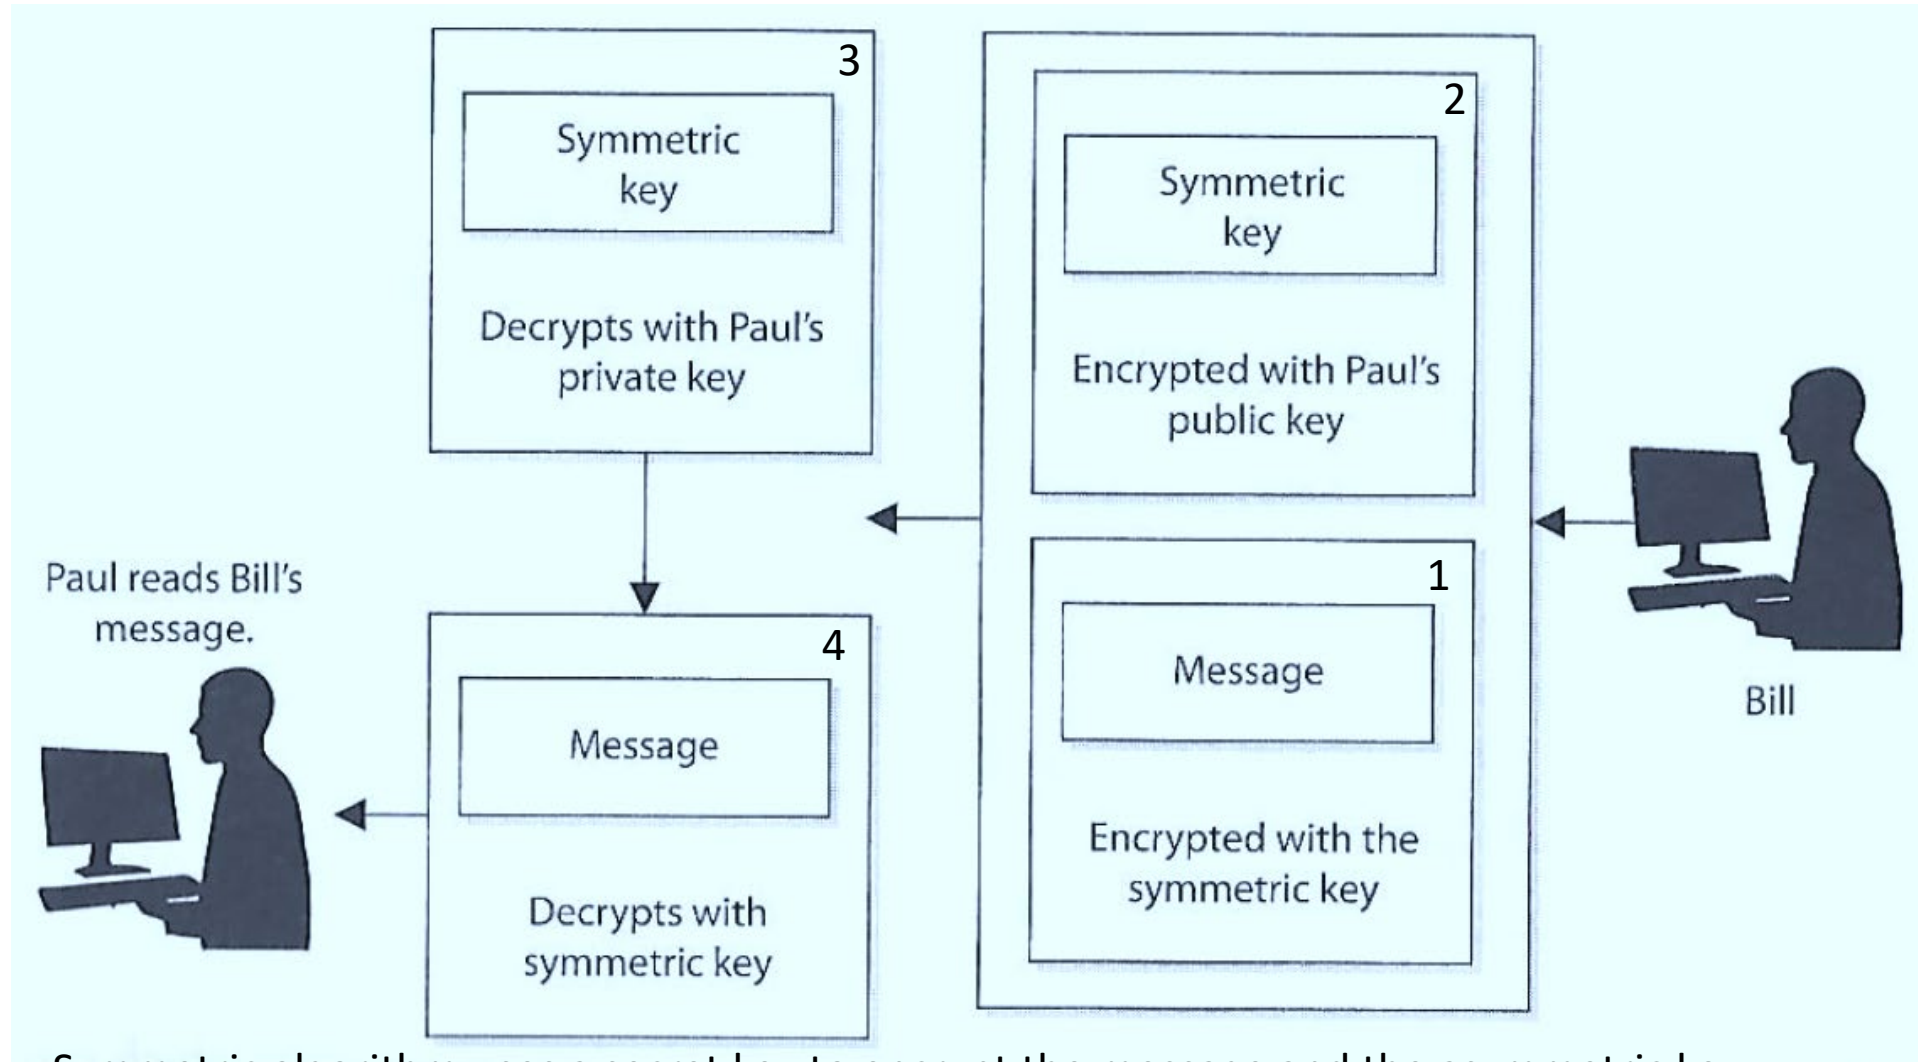 3
Symmetric
key
Decrypts with Paul's
private key
2
Symmetric
key
Encrypted with Paul's
public key
1
Message
Encrypted with the
symmetric key
Bill
4
Message
Decrypts with
symmetric key
Paul reads Bill's
message.